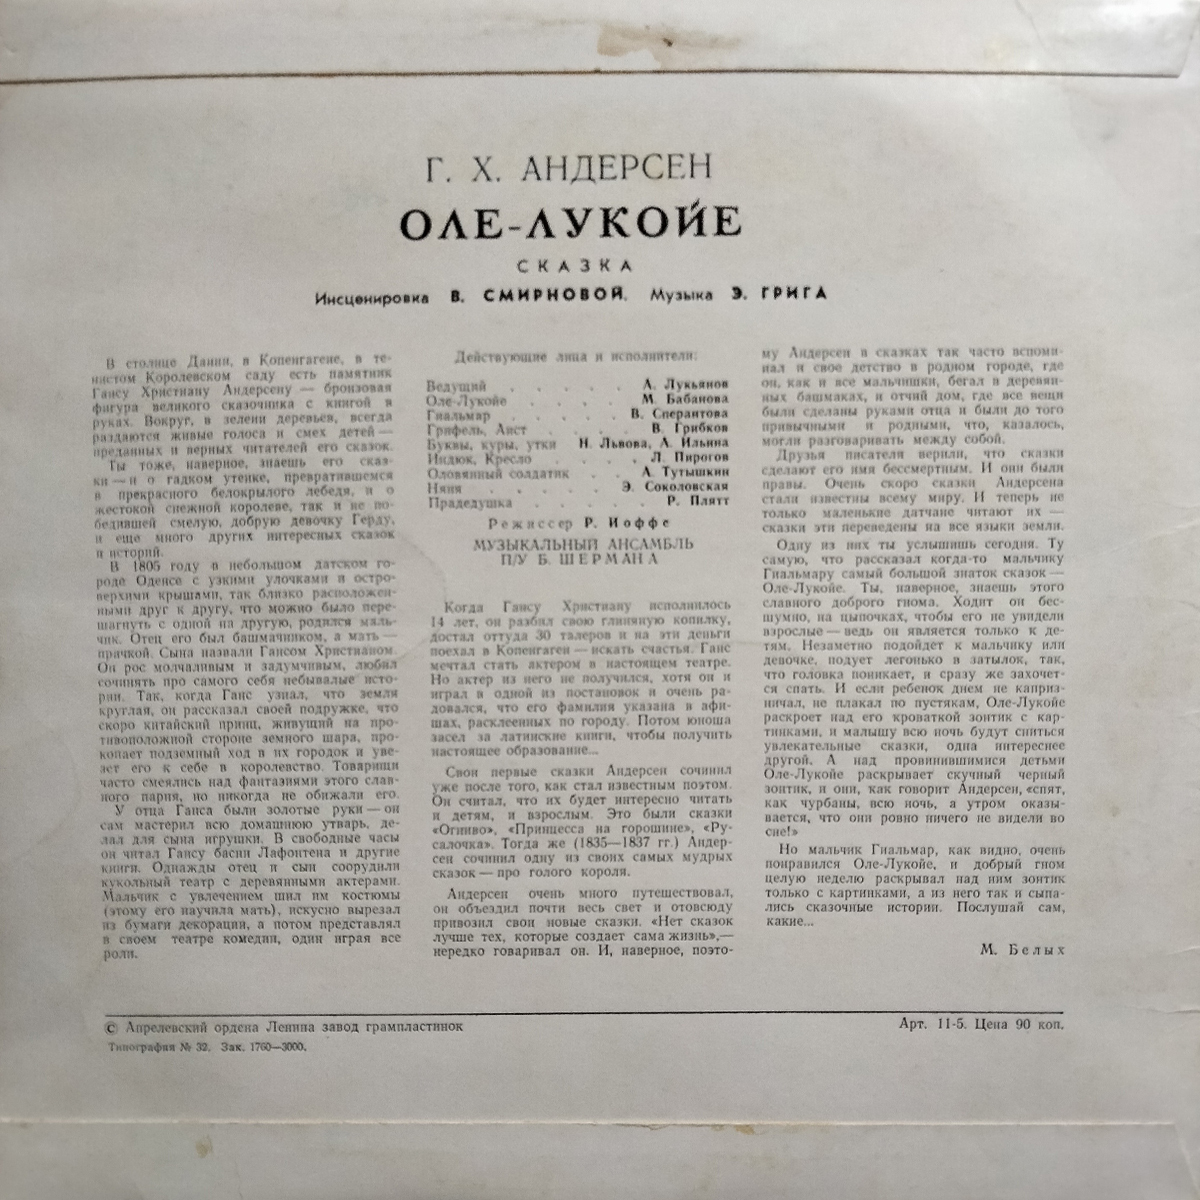 Г. Х. АНДЕРСЕН
ОЛЕ-ЛУКОЙЕ
СКАЗКА
Инсценировка В. СМИРНОВОЙ. Музыка Э. ГРИГА
В столице Дании, в Копенгагене, в те-
нистом Королевском саду есть памятник
Гансу Христиану Андерсену — бронзовая
фигура великого сказочника с книгой в
руках. Вокруг, в зелени деревьев, всегда
раздаются живые голоса и смех детей —
преданных и верных читателей его сказок.
Ты тоже, наверное, знаешь его сказ-
ки — и о гадком утенке, превратившемся
в прекрасного белокрылого лебедя, и о
жестокой снежной королеве, так и не по-
бедившей смелую, добрую девочку Герду,
и еще много других интересных сказок
и историй.
В 1805 году в небольшом датском го-
роде Оденсе с узкими улочками и остро-
верхими крышами, так близко расположен-
ными друг к другу, что можно было пере-
шагнуть с одной на другую, родился маль-
чик. Отец его был башмачником, а мать —
прачкой. Сына назвали Гансом Христианом.
Он рос молчаливым и задумчивым, любил
сочинять про самого себя небывалые исто-
рии. Так, когда Ганс узнал, что земля
круглая, он рассказал своей подружке, что
скоро китайский принц, живущий на про-
тивоположной стороне земного шара, про-
копает подземный ход в их городок и уве-
зет его к себе в королевство. Товарищи
часто смеялись над фантазиями этого слав-
ного парня, но никогда не обижали его.
У отца Ганса были золотые руки — он
сам мастерил всю домашнюю утварь, де-
лал для сына игрушки. В свободные часы
он читал Гансу басни Лафонтена и другие
книги. Однажды отец и сын соорудили
кукольный театр с деревянными актерами.
Мальчик с увлечением шил им костюмы
(этому его научила мать), искусно вырезал
из бумаги декорации, а потом представлял
в своем театре комедии, один играя все
роли.
Действующие лица и исполнители:
Ведущий . . . . . А. Лукьянов
Оле-Лукойе . . . . М. Бабанова
Гиальмар . . . . . В. Сперантова
Грифель, Аист . . . . В. Грибков
Буквы, куры, утки Н. Львова, А. Ильина
Индюк, Кресло . . . . Л. Пирогов
Оловянный солдатик . . А. Тутышкин
Няня . . . . . Э. Соколовская
Прадедушка . . . . . Р. Плятт
Режиссер Р. Иоффе
МУЗЫКАЛЬНЫЙ АНСАМБЛЬ
П/У Б. ШЕРМАНА
Когда Гансу Христиану исполнилось
14 лет, он разбил свою глиняную копилку,
достал оттуда 30 талеров и на эти деньги
поехал в Копенгаген — искать счастья. Ганс
мечтал стать актером в настоящем театре.
Но актер из него не получился, хотя он и
играл в одной из постановок и очень ра-
довался, что его фамилия указана в афи-
шах, расклеенных по городу. Потом юноша
засел за латинские книги, чтобы получить
настоящее образование...
Свои первые сказки Андерсен сочинил
уже после того, как стал известным поэтом.
Он считал, что их будет интересно читать
и детям, и взрослым. Это были сказки
«Огниво», «Принцесса на горошине», «Ру-
салочка». Тогда же (1835—1837 гг.) Андер-
сен сочинил одну из своих самых мудрых
сказок — про голого короля.
Андерсен очень много путешествовал,
он объездил почти весь свет и отовсюду
привозил свои новые сказки. «Нет сказок
лучше тех, которые создает сама жизнь»,—
нередко говаривал он. И, наверное, поэто-
му Андерсен в сказках так часто вспоми-
нал и свое детство в родном городе, где
он, как и все мальчишки, бегал в деревян-
ных башмаках, и отчий дом, где все вещи
были сделаны руками отца и были до того
привычными и родными, что, казалось,
могли разговаривать между собой.
Друзья писателя верили, что сказки
сделают его имя бессмертным. И они были
правы. Очень скоро сказки Андерсена
стали известны всему миру. И теперь не
только маленькие датчане читают их —
сказки эти переведены на все языки земли.
Одну из них ты услышишь сегодня. Ту
самую, что рассказал когда-то мальчику
Гиальмару самый большой знаток сказок —
Оле-Лукойе. Ты, наверное, знаешь этого
славного доброго гнома. Ходит он бес-
шумно, на цыпочках, чтобы его не увидели
взрослые — ведь он является только к де-
тям. Незаметно подойдет к мальчику или
девочке, подует легонько в затылок, так,
что головка поникает, и сразу же захочет-
ся спать. И если ребенок днем не каприз-
ничал, не плакал по пустякам, Оле-Лукойе
раскроет над его кроваткой зонтик с кар-
тинками, и малышу всю ночь будут сниться
увлекательные сказки, одна интереснее
другой. А над провинившимися детьми
Оле-Лукойе раскрывает скучный черный
зонтик, и они, как говорит Андерсен, «спят,
как чурбаны, всю ночь, а утром оказы-
вается, что они ровно ничего не видели во
сне!»
Но мальчик Гиальмар, как видно, очень
понравился Оле-Лукойе, и добрый гном
целую неделю раскрывал над ним зонтик
только с картинками, а из него так и сыпа-
лись сказочные истории. Послушай сам,
какие...
М. Белых
© Апрелевский ордена Ленина завод грампластинок
Арт. 11-5. Цена 90 коп.
Типография № 32. Зак. 1760—3000.